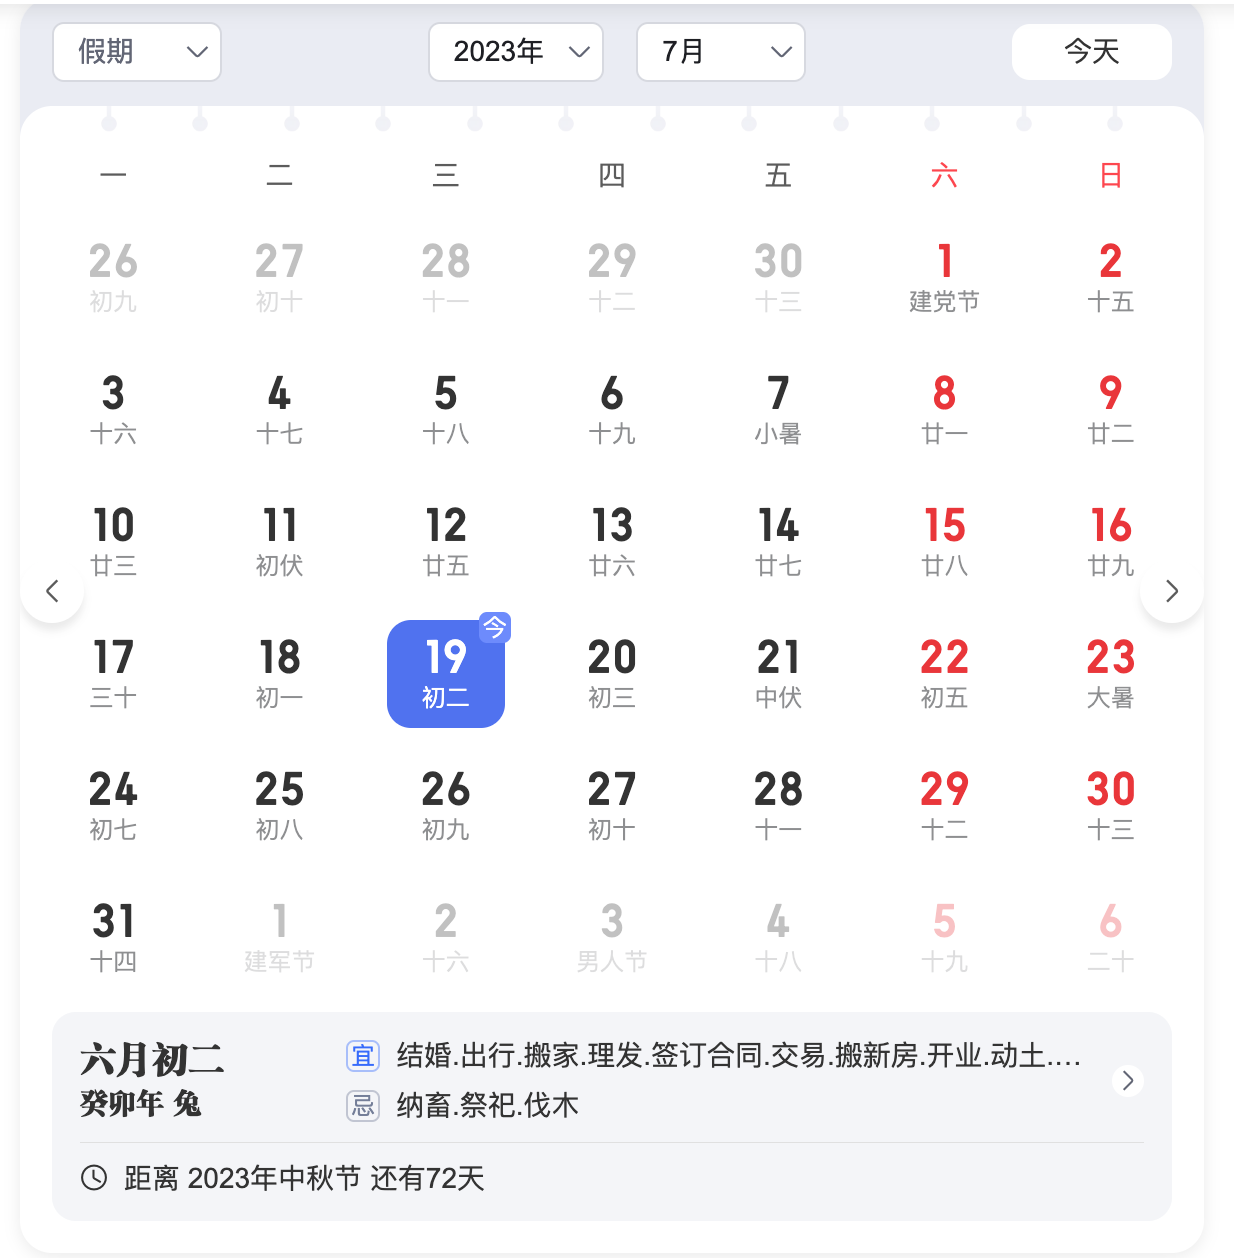 假期 2023年 7月 今天
一 二 三 四 五 六 日
26 27 28 29 30 1 2
初九 初十 十一 十二 十三 建党节 十五
3 4 5 6 7 8 9
十六 十七 十八 十九 小暑 廿一 廿二
10 11 12 13 14 15 16
廿三 初伏 廿五 廿六 廿七 廿八 廿九
今
17 18 19 20 21 22 23
三十 初一 初二 初三 中伏 初五 大暑
24 25 26 27 28 29 30
初七 初八 初九 初十 十一 十二 十三
31 1 2 3 4 5 6
十四 建军节 十六 男人节 十八 十九 二十
六月初二
癸卯年 兔
宜 结婚.出行.搬家.理发.签订合同.交易.搬新房.开业.动土....
忌 纳畜.祭祀.伐木
距离 2023年中秋节 还有72天